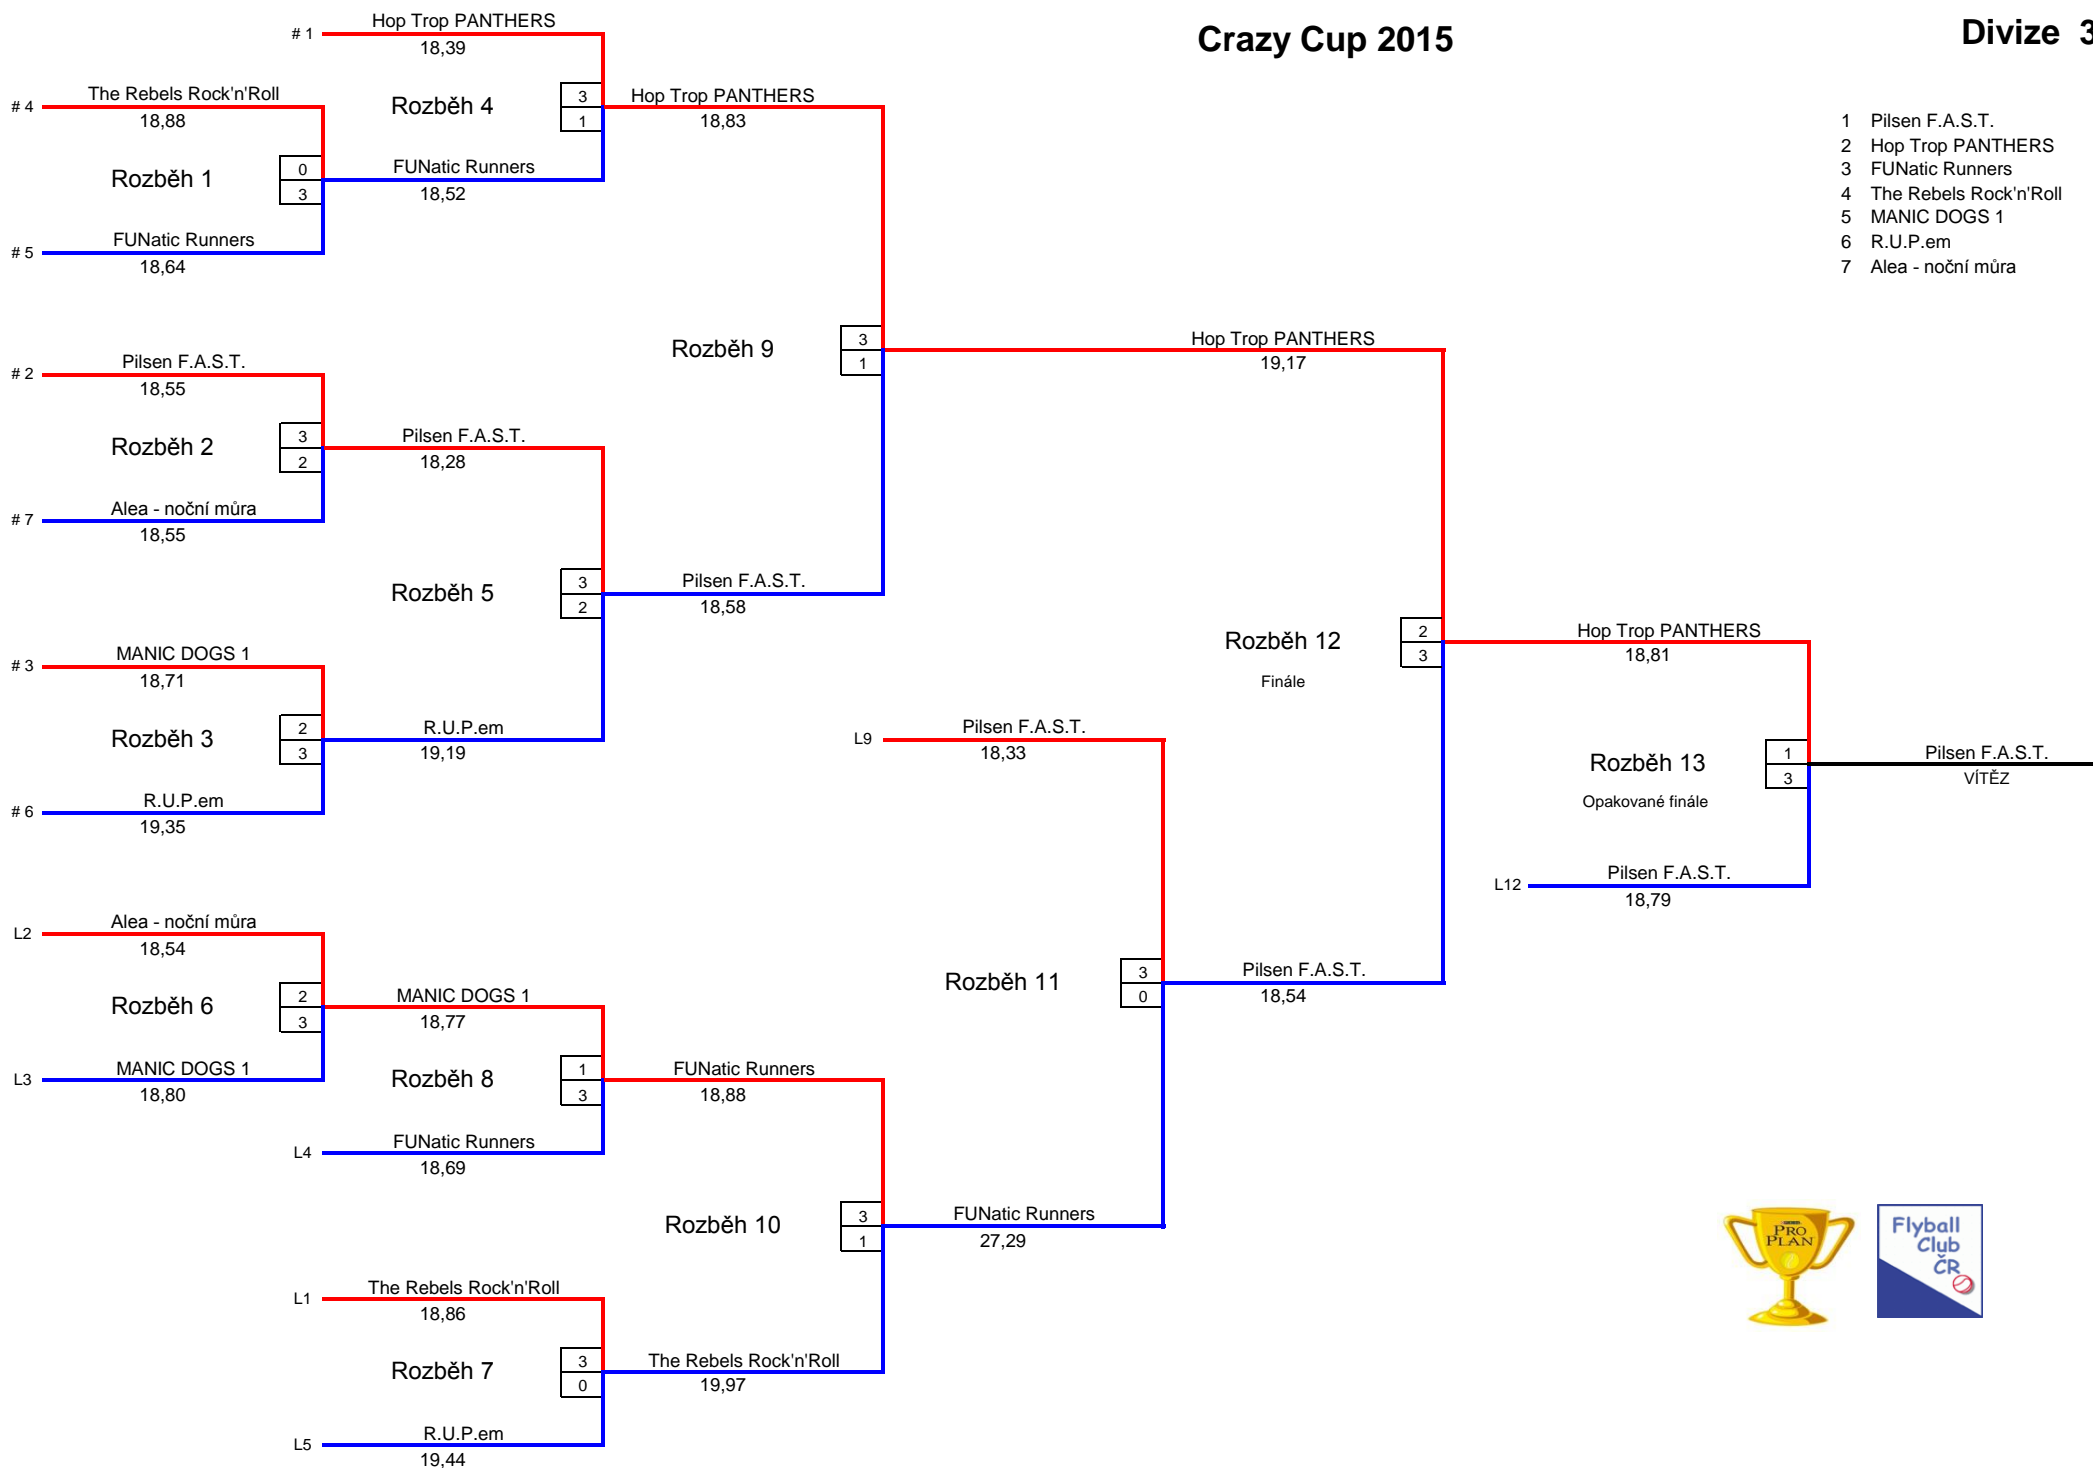 Crazy Cup 2015
Divize 3
1 Pilsen F.A.S.T.
2 Hop Trop PANTHERS
3 FUNatic Runners
4 The Rebels Rock'n'Roll
5 MANIC DOGS 1
6 R.U.P.em
7 Alea - noční můra
# 1 Hop Trop PANTHERS
18,39
# 4 The Rebels Rock'n'Roll
18,88
Rozběh 4
3
1
Hop Trop PANTHERS
18,83
Rozběh 1
0
3
FUNatic Runners
18,52
# 5 FUNatic Runners
18,64
Rozběh 9
3
1
Hop Trop PANTHERS
19,17
# 2 Pilsen F.A.S.T.
18,55
Rozběh 2
3
2
Pilsen F.A.S.T.
18,28
# 7 Alea - noční můra
18,55
Rozběh 5
3
2
Pilsen F.A.S.T.
18,58
# 3 MANIC DOGS 1
18,71
Rozběh 3
2
3
R.U.P.em
19,19
# 6 R.U.P.em
19,35
Rozběh 12
Finále
2
3
Hop Trop PANTHERS
18,81
L9 Pilsen F.A.S.T.
18,33
Rozběh 13
Opakované finále
1
3
Pilsen F.A.S.T.
VÍTĚZ
L12 Pilsen F.A.S.T.
18,79
L2 Alea - noční můra
18,54
Rozběh 6
2
3
MANIC DOGS 1
18,77
L3 MANIC DOGS 1
18,80
Rozběh 11
3
0
Pilsen F.A.S.T.
18,54
Rozběh 8
1
3
FUNatic Runners
18,88
L4 FUNatic Runners
18,69
Rozběh 10
3
1
FUNatic Runners
27,29
L1 The Rebels Rock'n'Roll
18,86
Rozběh 7
3
0
The Rebels Rock'n'Roll
19,97
L5 R.U.P.em
19,44
PRO
PLAN
Flyball
Club
ČR